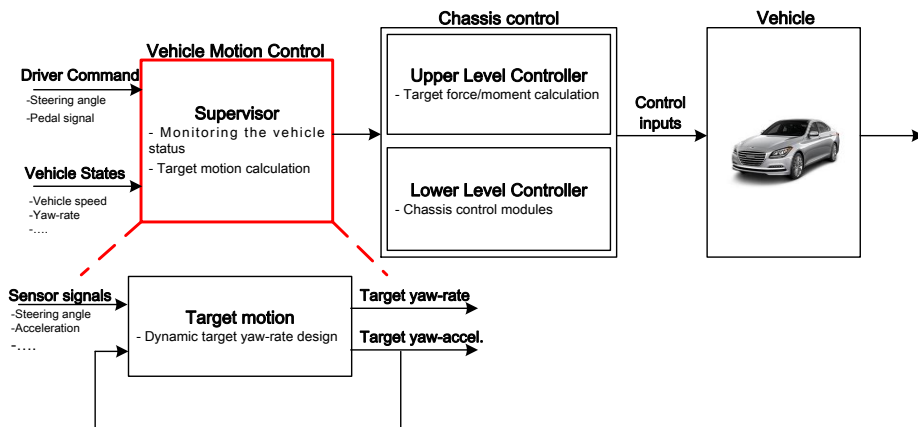 Chassis control
Vehicle
Vehicle Motion Control
Driver Command
-Steering angle
-Pedal signal
Vehicle States
-Vehicle speed
-Yaw-rate
-....
Supervisor
- Monitoring the vehicle
status
- Target motion calculation
Upper Level Controller
- Target force/moment calculation
Lower Level Controller
- Chassis control modules
Control
inputs
Sensor signals
-Steering angle
-Acceleration
-....
Target motion
- Dynamic target yaw-rate design
Target yaw-rate
Target yaw-accel.